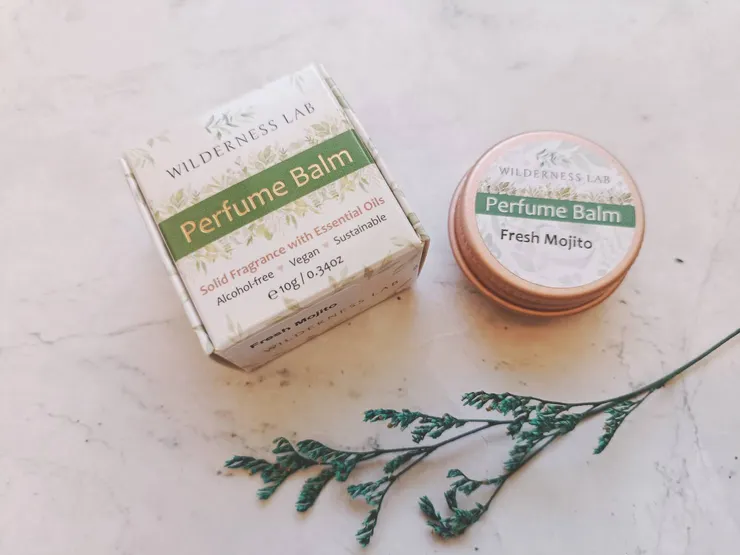 WILDERNESS LAB
Perfume Balm
Solid Fragrance with Essential Oils
Alcohol-free Vegan Sustainable
℮10g / 0.34oz
Fresh Mojito
WILDERNESS LAB
WILDERNESS LAB
Perfume Balm
Fresh Mojito